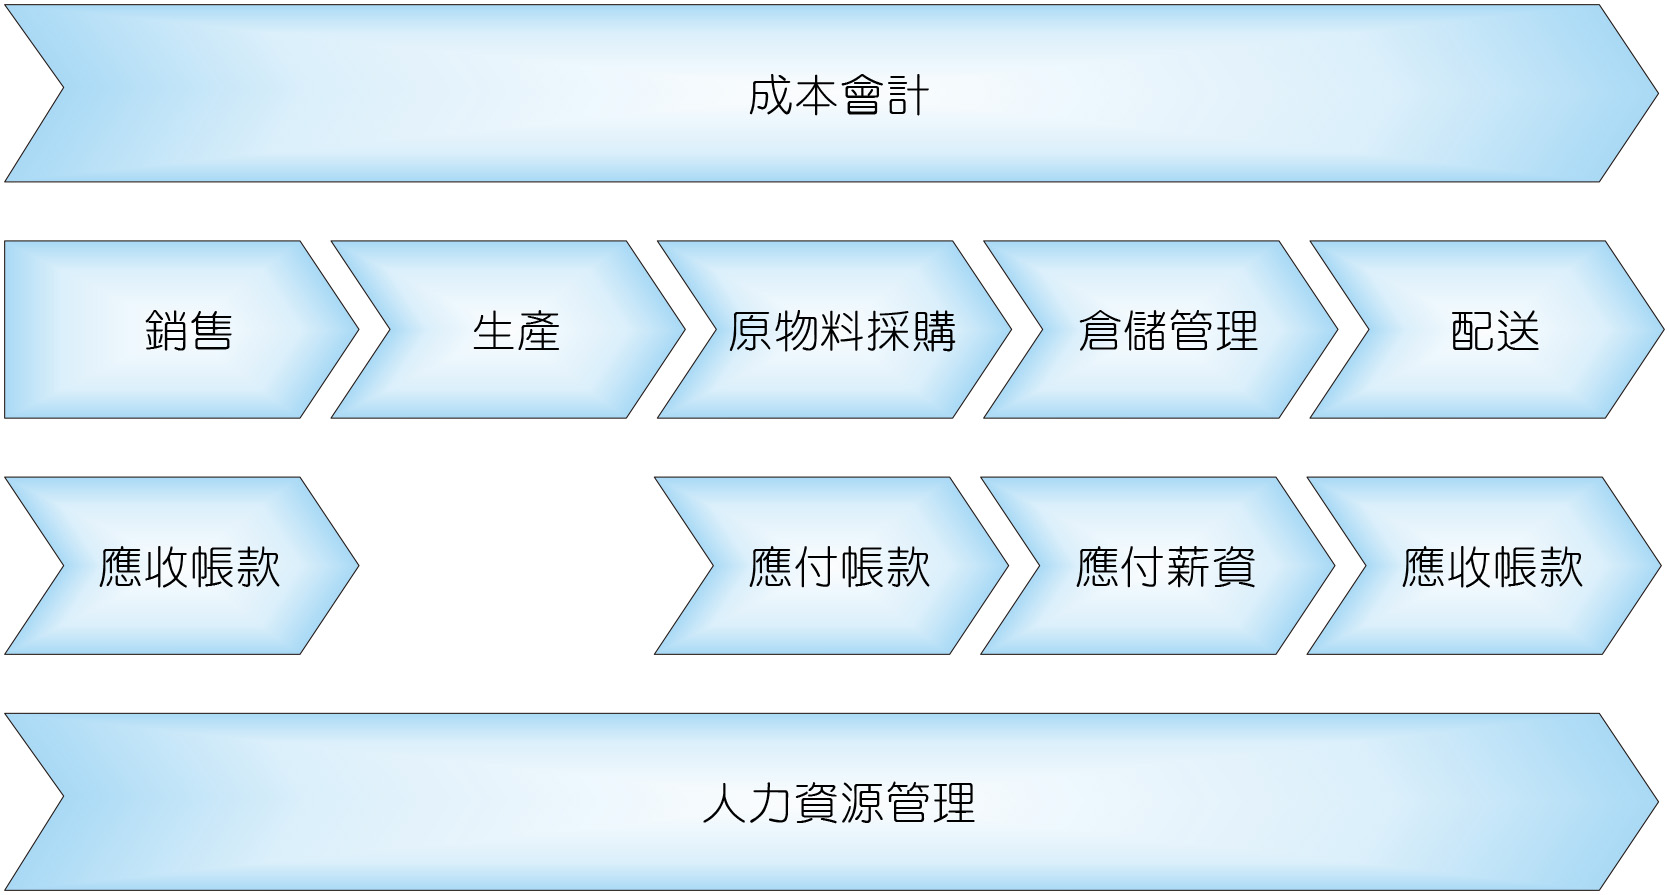 成本會計
銷售
生產
原物料採購
倉儲管理
配送
應收帳款
應付帳款
應付薪資
應收帳款
人力資源管理